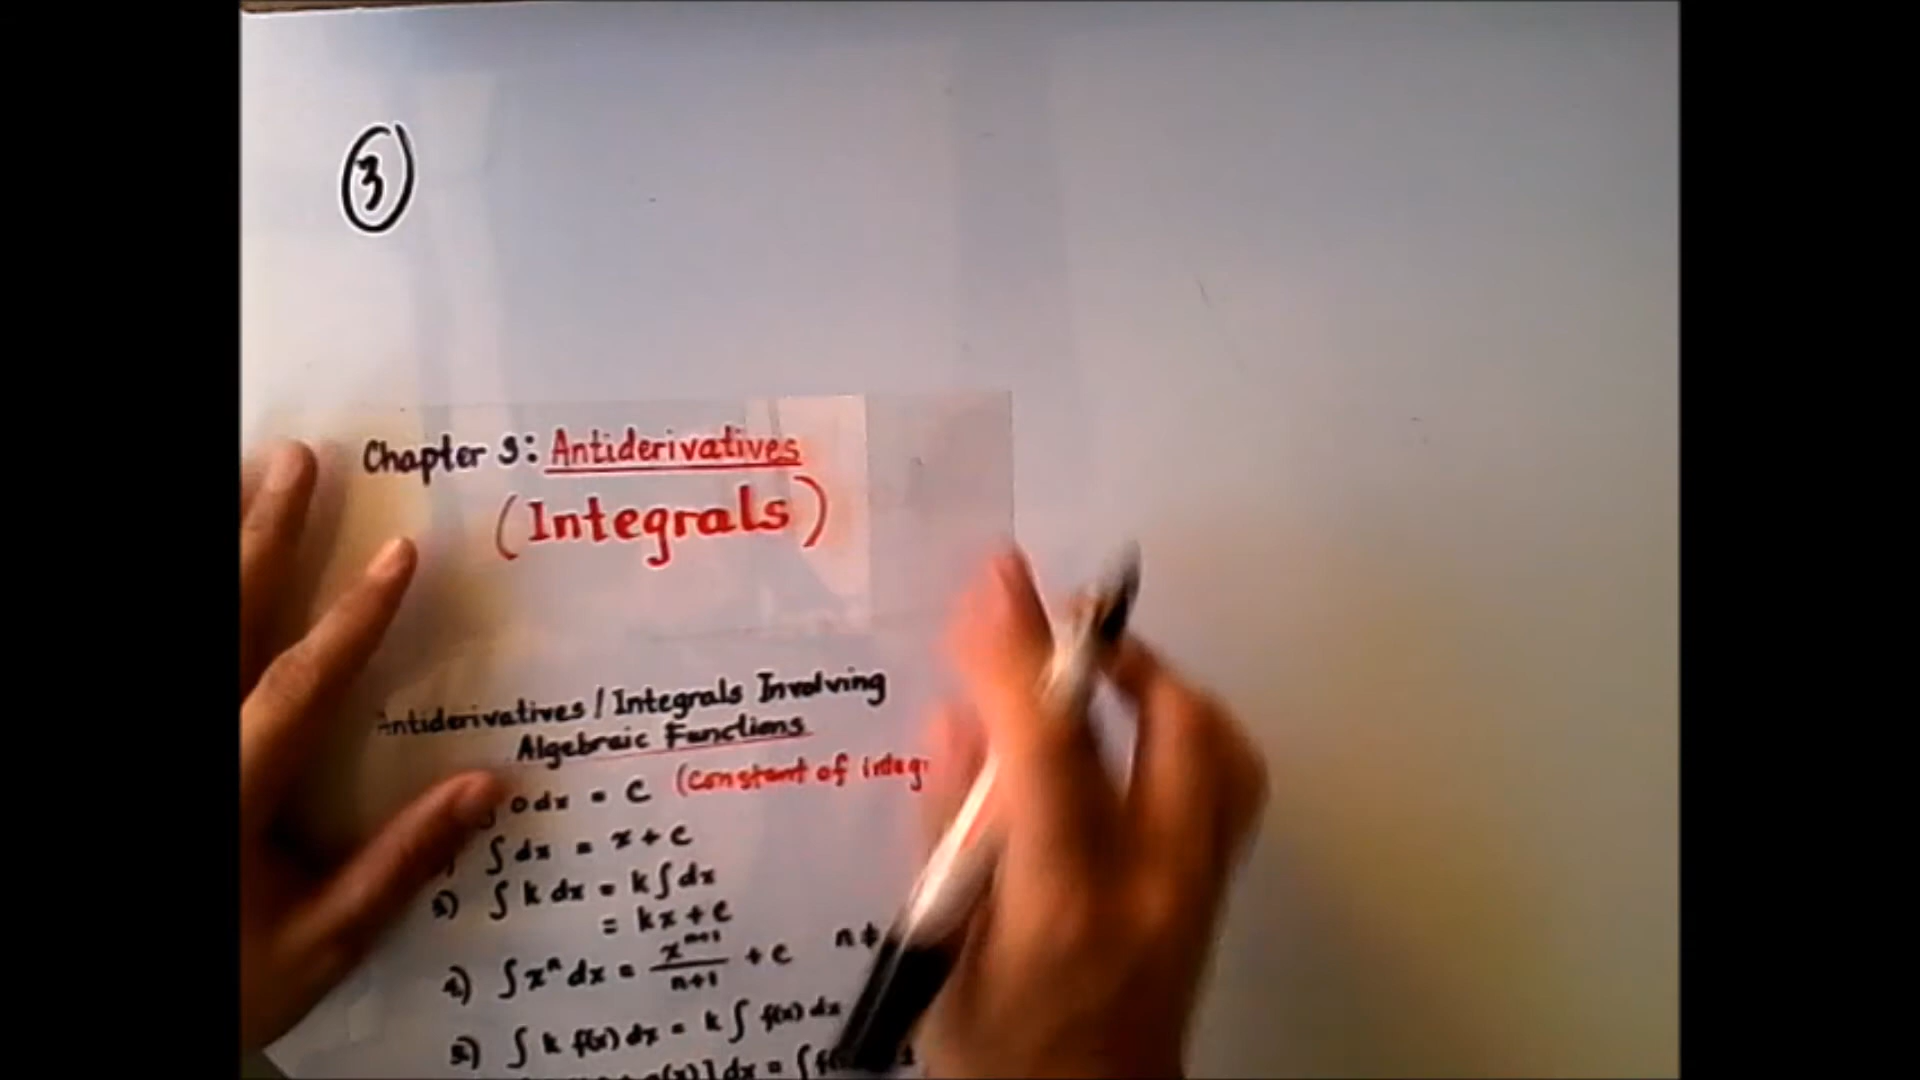 3
Chapter 3: Antiderivatives
(Integrals)
Antiderivatives / Integrals Involving
Algebraic Functions
0 dx = c (constant of integ
∫ dx = x + c
3) ∫ k dx = k ∫ dx
= kx + c
4) ∫ xⁿ dx = xⁿ⁺¹/n+1 + c n ≠
5) ∫ k f(x) dx = k ∫ f(x) dx
(x)] dx = ∫ f(